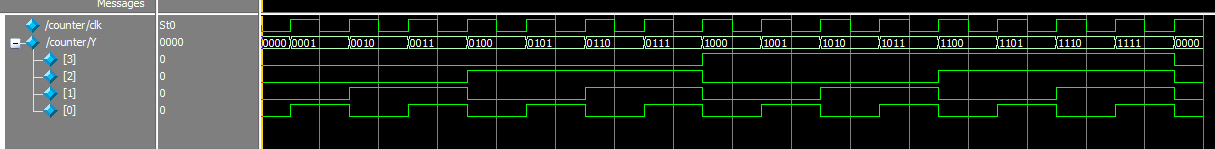 Messages
/counter/clk St0
/counter/Y 0000 0000 0001 0010 0011 0100 0101 0110 0111 1000 1001 1010 1011 1100 1101 1110 1111 0000
[3] 0
[2] 0
[1] 0
[0] 0